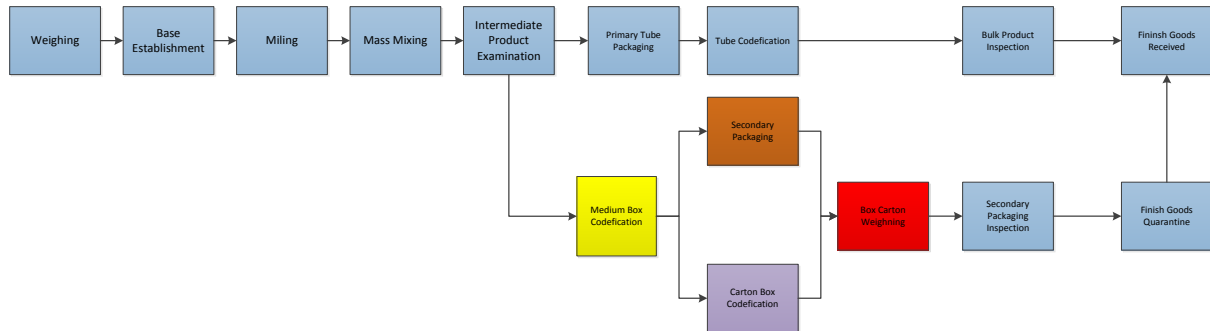 Weighing
Base
Establishment
Miling
Mass Mixing
Intermediate
Product
Examination
Primary Tube
Packaging
Tube Codefication
Bulk Product
Inspection
Fininsh Goods
Received
Secondary
Packaging
Medium Box
Codefication
Box Carton
Weighning
Secondary
Packaging
Inspection
Finish Goods
Quarantine
Carton Box
Codefication